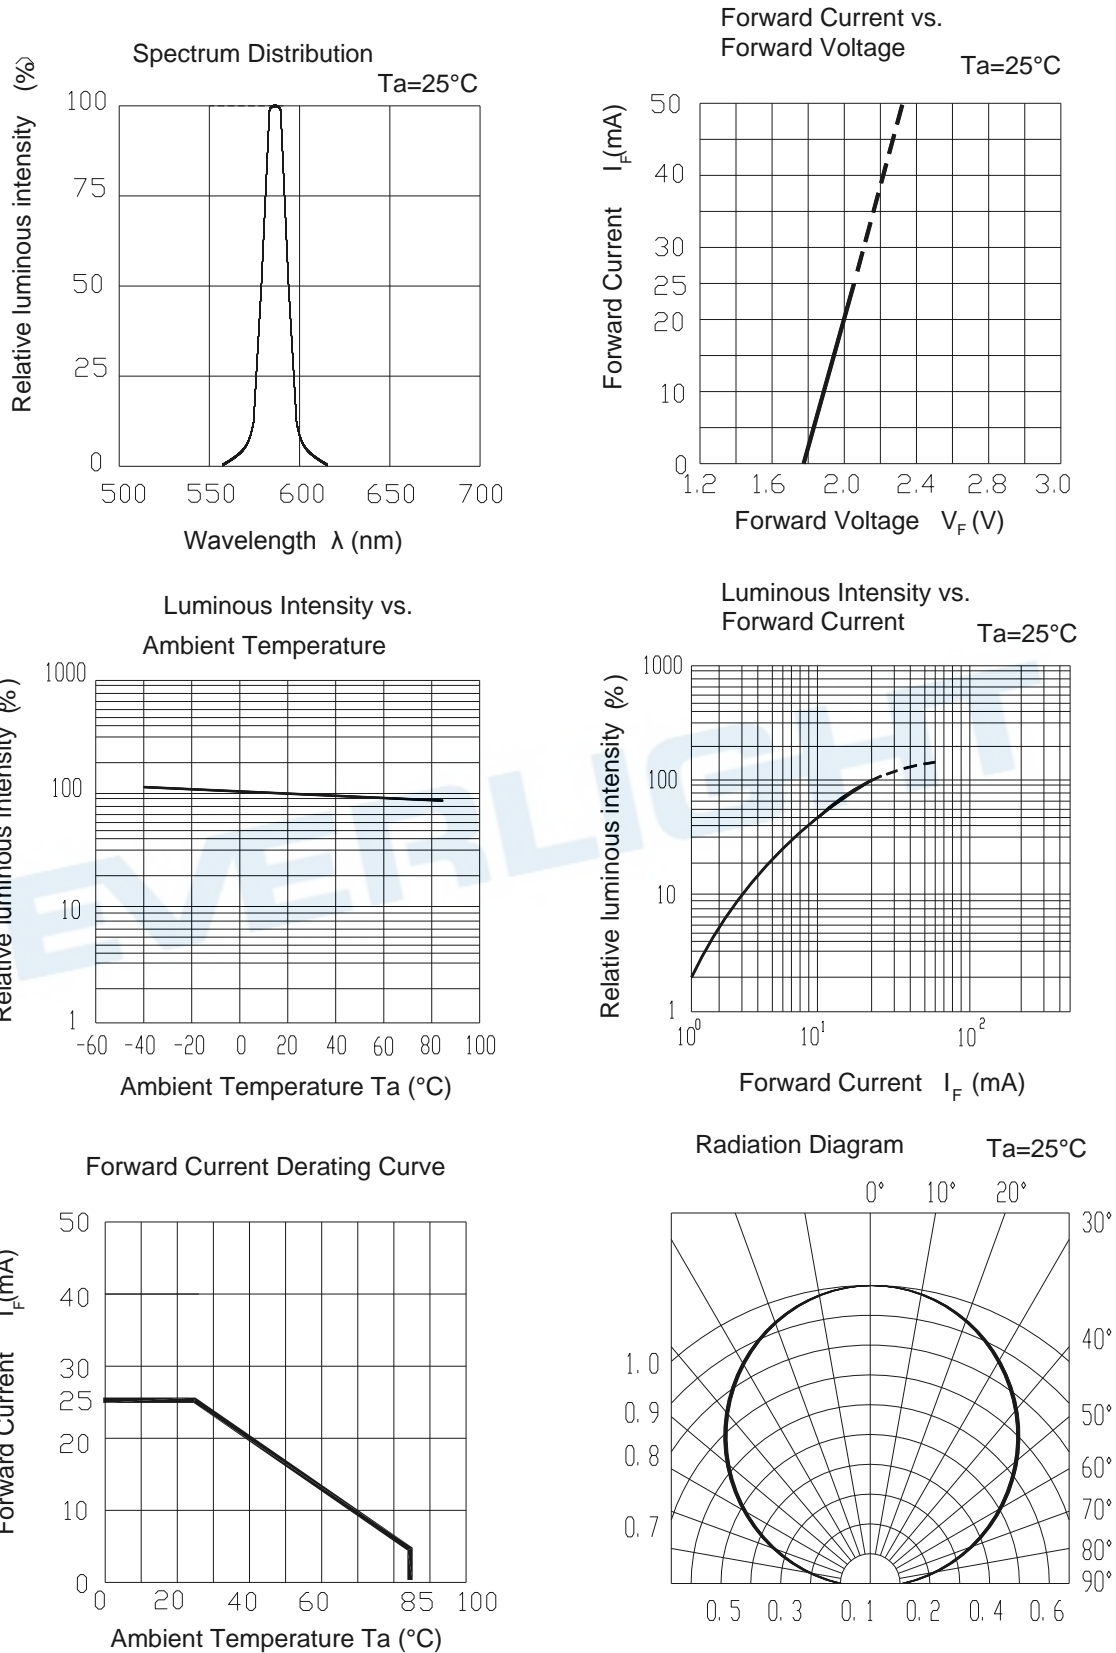 Spectrum Distribution
Ta=25°C
Relative luminous intensity (%)
100
75
50
25
0
500 550 600 650 700
Wavelength λ (nm)
Forward Current vs.
Forward Voltage
Ta=25°C
Forward Current IF(mA)
50
40
30
25
20
10
0
1.2 1.6 2.0 2.4 2.8 3.0
Forward Voltage VF (V)
Luminous Intensity vs.
Ambient Temperature
Relative luminous intensity (%)
1000
100
10
1
-60 -40 -20 0 20 40 60 80 100
Ambient Temperature Ta (°C)
Luminous Intensity vs.
Forward Current
Ta=25°C
Relative luminous intensity (%)
1000
100
10
1
10⁰ 10¹ 10²
Forward Current IF (mA)
EVERLIGHT
Forward Current Derating Curve
Forward Current IF(mA)
50
40
30
25
20
10
0
0 20 40 60 85 100
Ambient Temperature Ta (°C)
Radiation Diagram
Ta=25°C
0° 10° 20°
30°
40°
50°
60°
70°
80°
90°
1.0
0.9
0.8
0.7
0.5 0.3 0.1 0.2 0.4 0.6